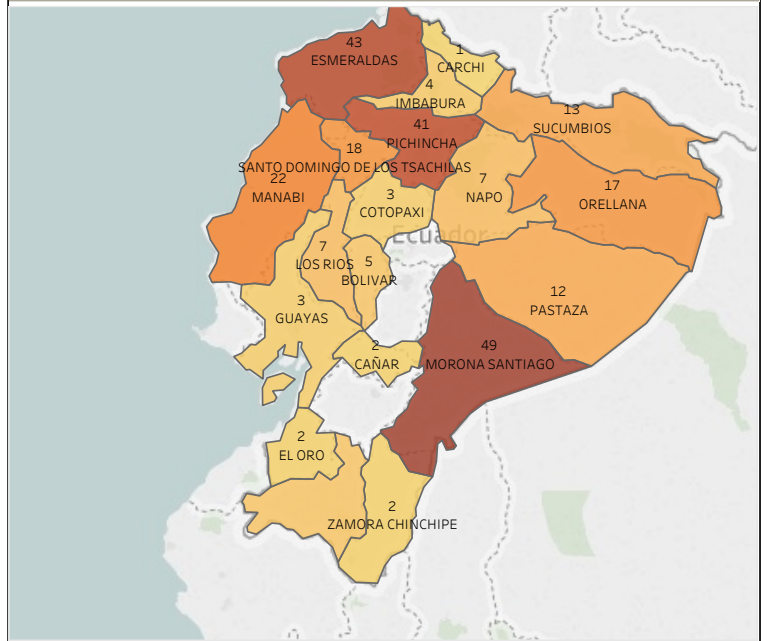 43
ESMERALDAS
1
CARCHI
4
IMBABURA
13
SUCUMBIOS
41
PICHINCHA
18
SANTO DOMINGO DE LOS TSACHILAS
22
MANABI
3
COTOPAXI
7
NAPO
17
ORELLANA
Ecuador
7
LOS RIOS
5
BOLIVAR
3
GUAYAS
12
PASTAZA
2
CAÑAR
49
MORONA SANTIAGO
2
EL ORO
2
ZAMORA CHINCHIPE